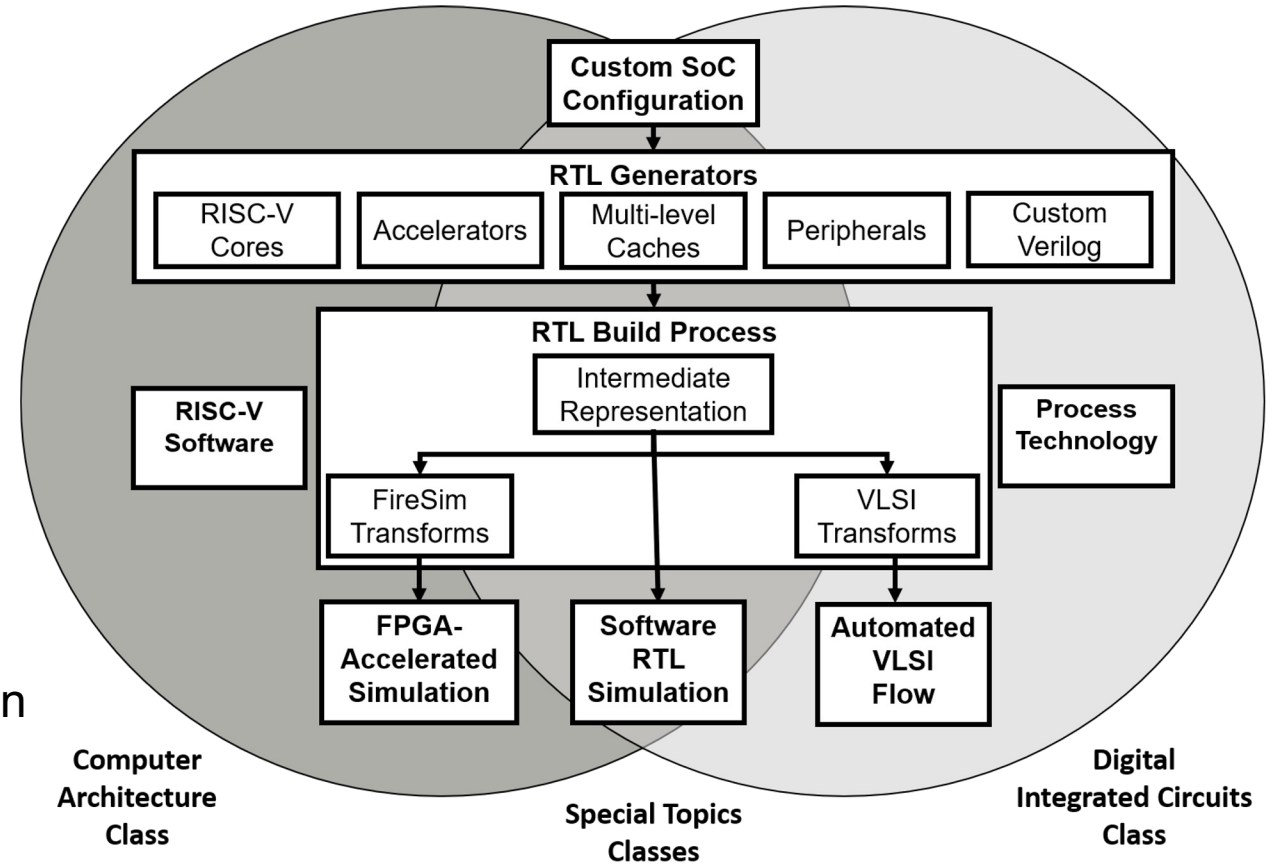 Custom SoC
Configuration
RTL Generators
RISC-V
Cores
Accelerators
Multi-level
Caches
Peripherals
Custom
Verilog
RTL Build Process
Intermediate
Representation
RISC-V
Software
Process
Technology
FireSim
Transforms
VLSI
Transforms
FPGA-
Accelerated
Simulation
Software
RTL
Simulation
Automated
VLSI
Flow
n
Computer
Architecture
Class
Special Topics
Classes
Digital
Integrated Circuits
Class